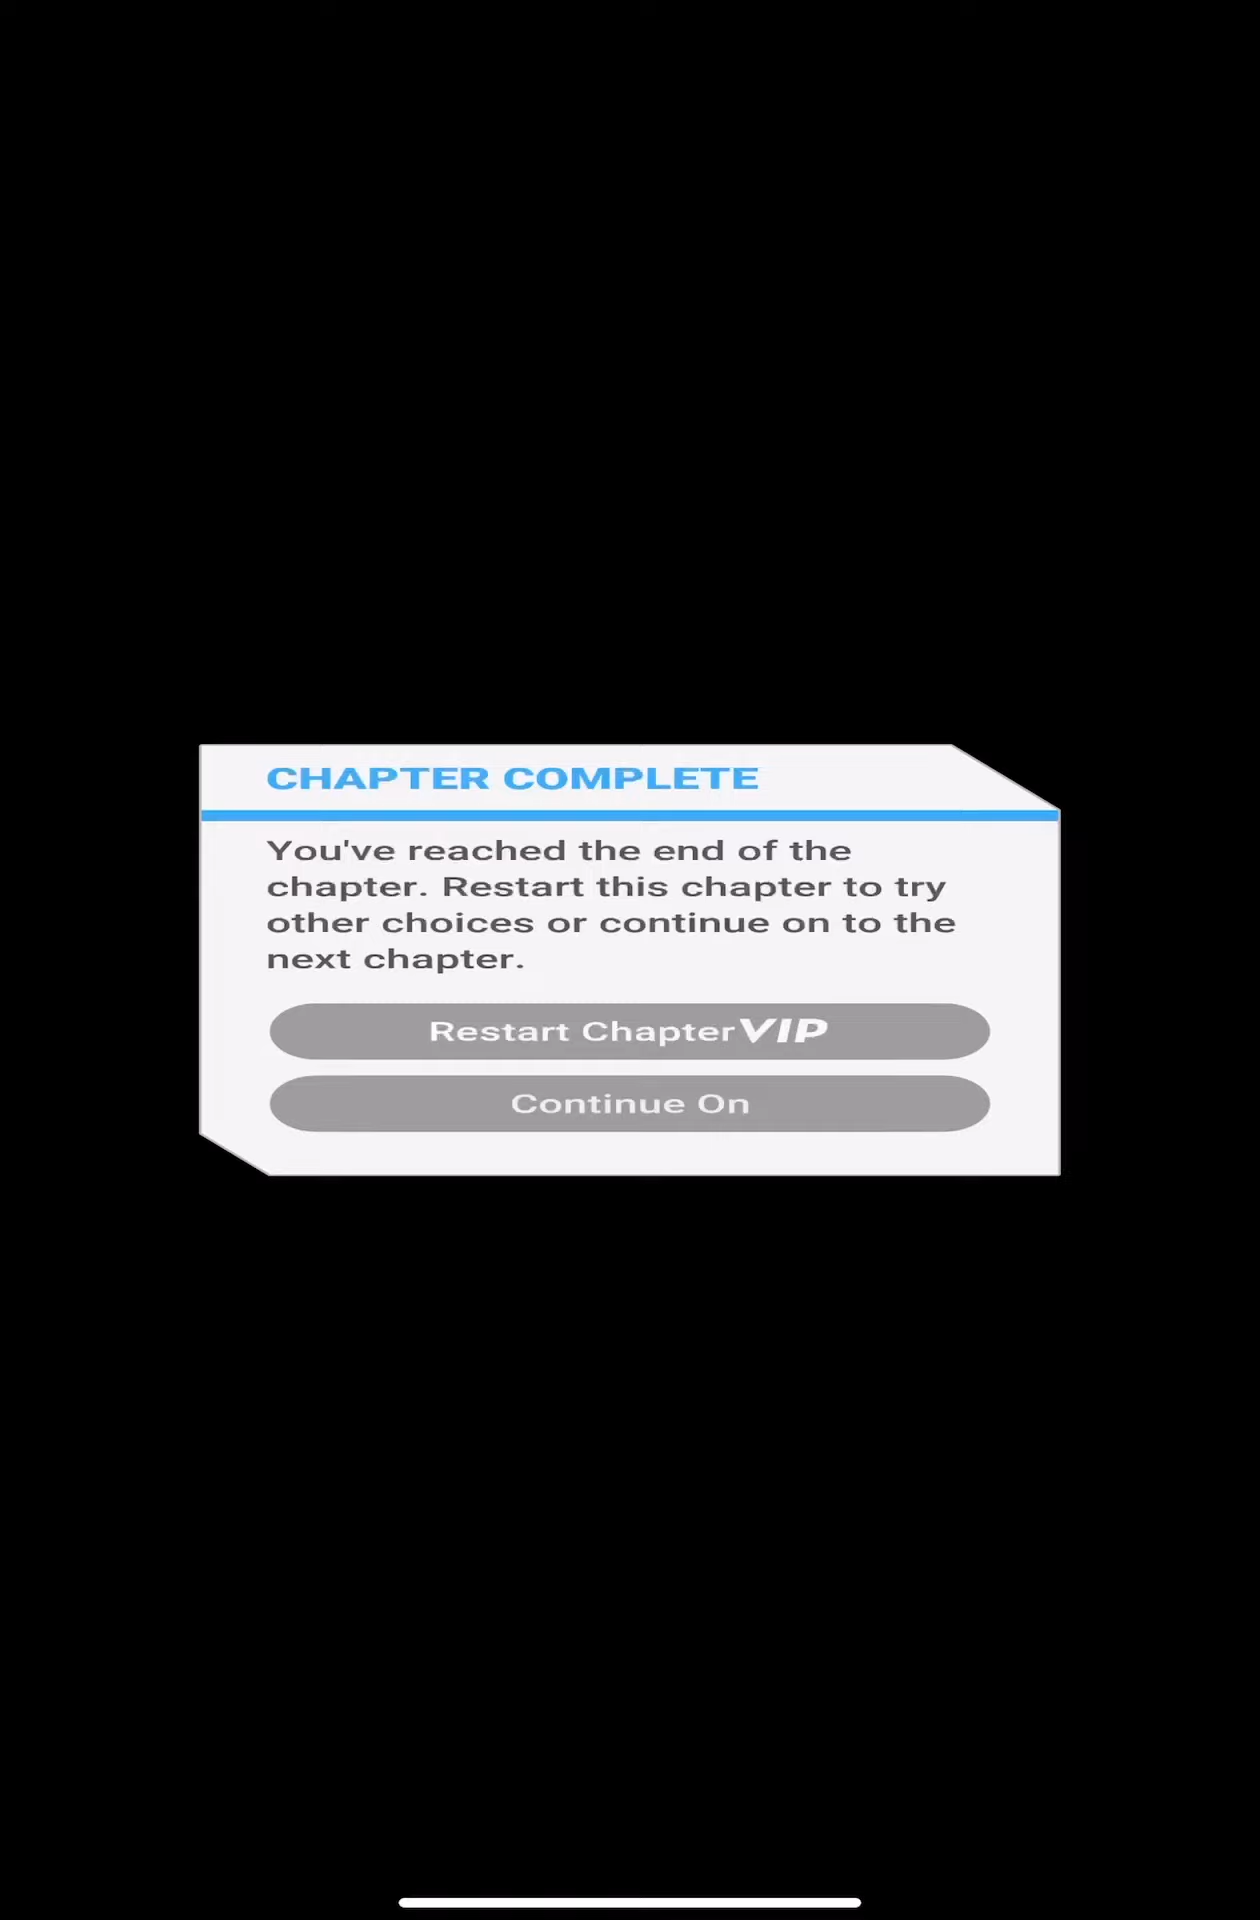 CHAPTER COMPLETE
You've reached the end of the
chapter. Restart this chapter to try
other choices or continue on to the
next chapter.
Restart Chapter VIP
Continue On